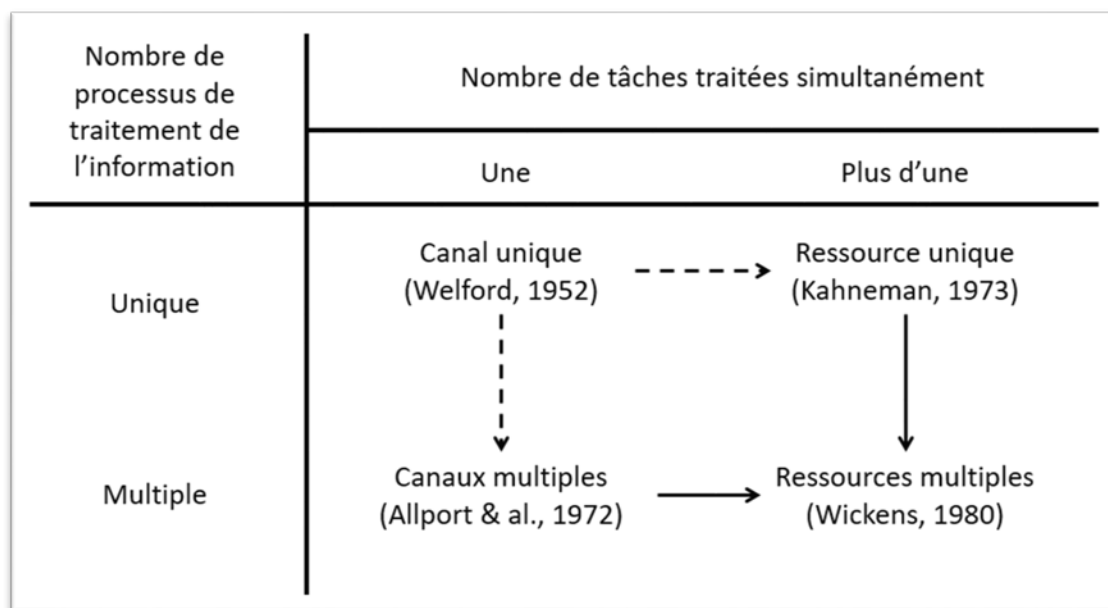 Nombre de
processus de
traitement de
l'information
Nombre de tâches traitées simultanément
Une
Plus d'une
Unique
Canal unique
(Welford, 1952)
Ressource unique
(Kahneman, 1973)
Multiple
Canaux multiples
(Allport & al., 1972)
Ressources multiples
(Wickens, 1980)